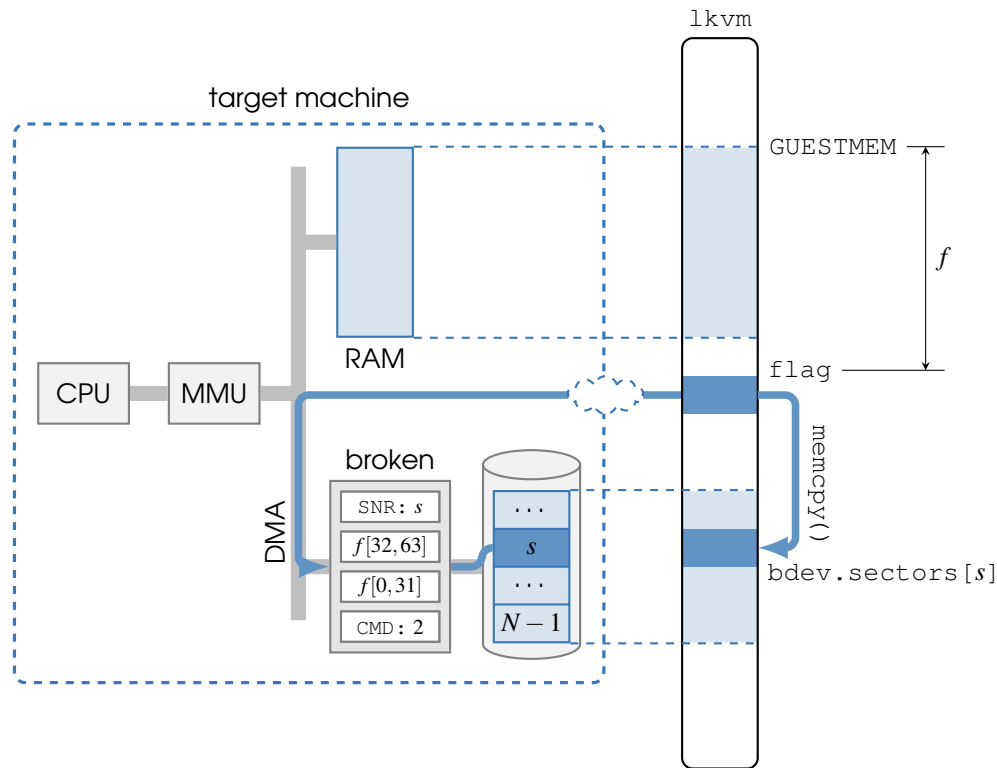 lkvm
target machine
GUESTMEM
f
RAM
flag
CPU
MMU
memcpy()
broken
DMA
SNR: s
f[32,63]
f[0,31]
CMD: 2
...
s
...
N − 1
bdev.sectors[s]